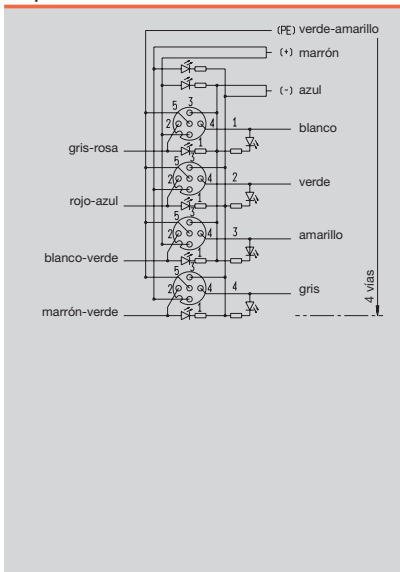 (PE) verde-amarillo
(+) marrón
(-) azul
5 3
2 4 1 blanco
gris-rosa 1
5 3
2 4 2 verde
rojo-azul 1
5 3
2 4 3 amarillo
blanco-verde 1
5 3
2 4 4 gris
marrón-verde 1
4 vías